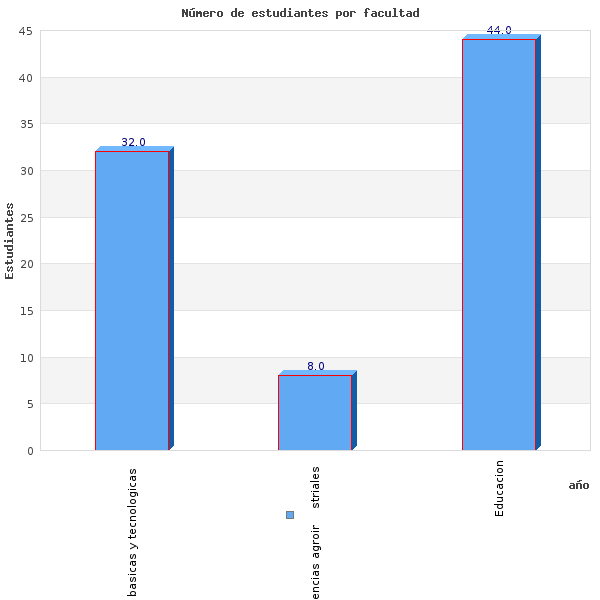 Número de estudiantes por facultad
45
40
35
30
25
20
15
10
5
0
Estudiantes
32.0
8.0
44.0
basicas y tecnologicas
encias agroir striales
Educacion
año